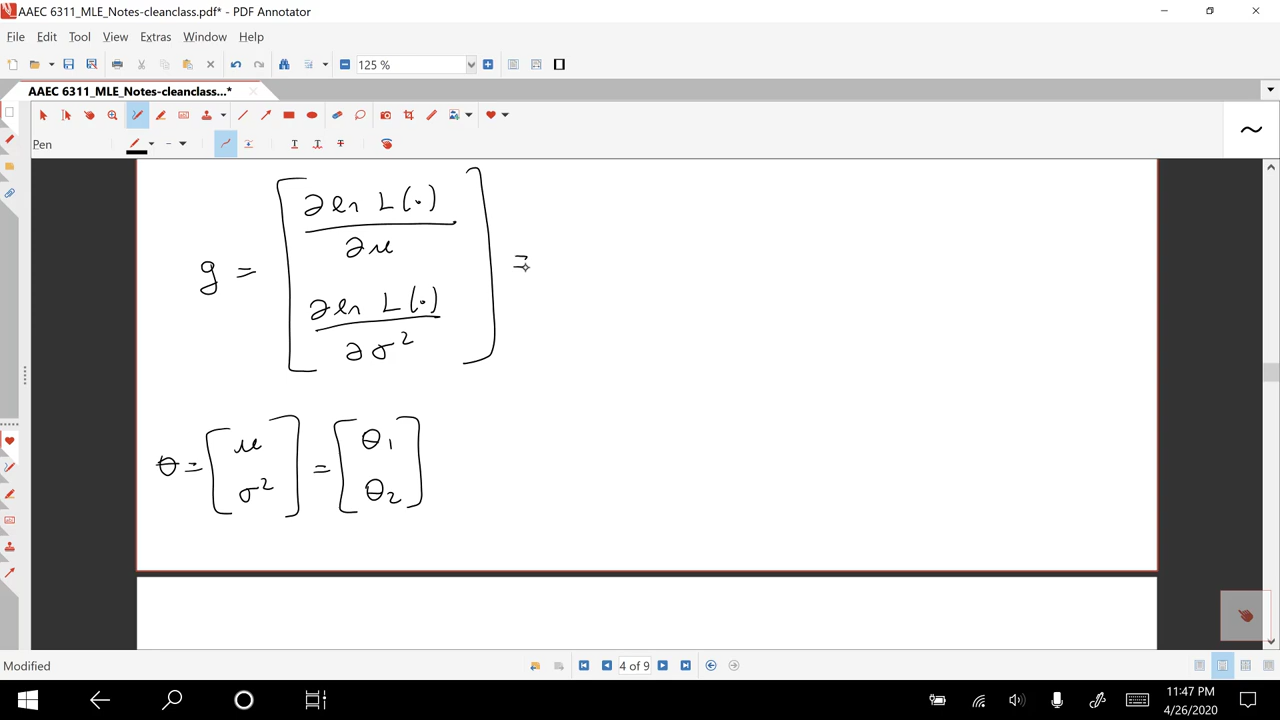 AAEC 6311_MLE_Notes-cleanclass.pdf* - PDF Annotator
File Edit Tool View Extras Window Help
125 %
AAEC 6311_MLE_Notes-cleanclass...*
Pen
g = [ ∂ ln L(·) / ∂μ
∂ ln L(·) / ∂σ² ] =
θ = [ μ
σ² ] = [ θ₁
θ₂ ]
Modified
4 of 9
11:47 PM
4/26/2020